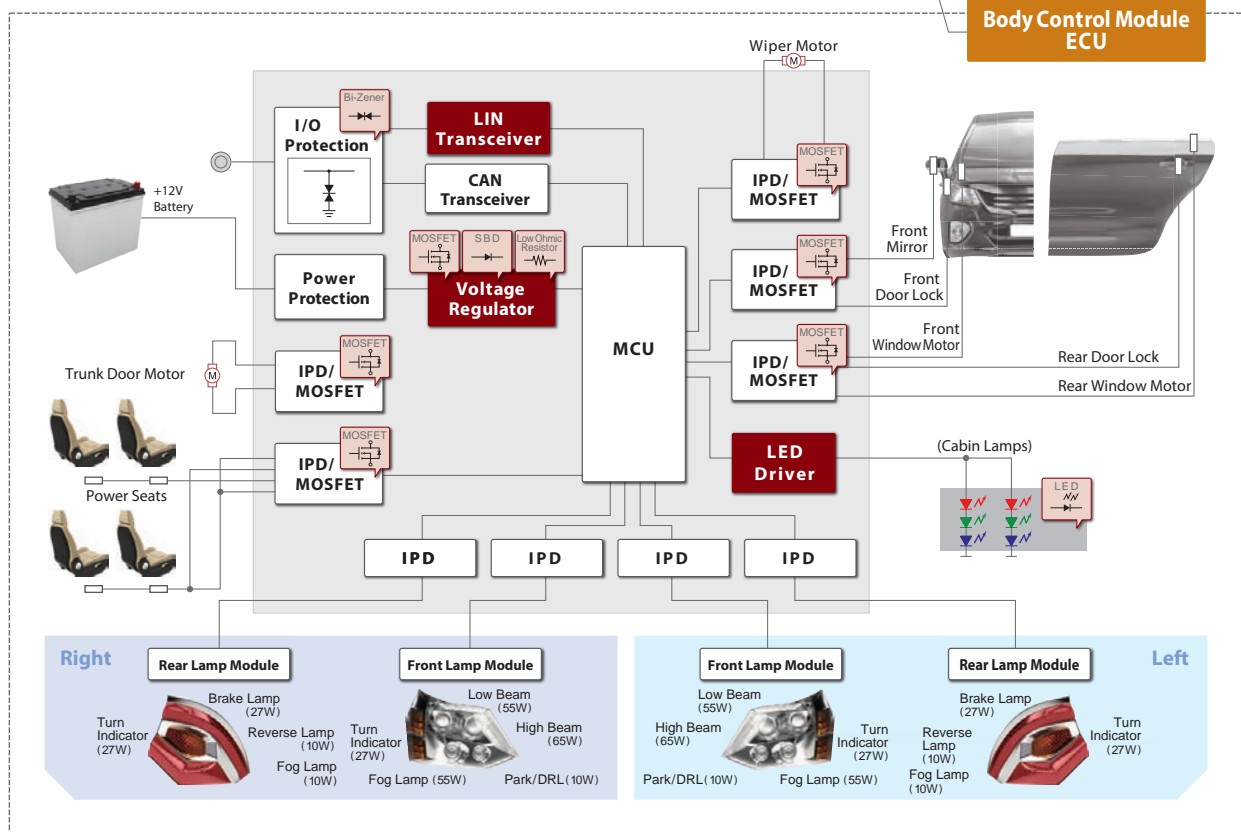 Body Control Module
ECU
Wiper Motor
M
Bi-Zener
I/O
Protection
LIN
Transceiver
MOSFET
IPD/
MOSFET
CAN
Transceiver
+12V
Battery
Front
Mirror
MOSFET
SBD
Low Ohmic
Resistor
MOSFET
IPD/
MOSFET
Power
Protection
Voltage
Regulator
Front
Door Lock
MCU
Front
Window Motor
MOSFET
IPD/
MOSFET
Rear Door Lock
Rear Window Motor
Trunk Door Motor
M
MOSFET
IPD/
MOSFET
MOSFET
IPD/
MOSFET
Power Seats
LED
Driver
(Cabin Lamps)
LED
IPD
IPD
IPD
IPD
Right
Rear Lamp Module
Front Lamp Module
Front Lamp Module
Rear Lamp Module
Left
Brake Lamp
(27W)
Turn
Indicator
(27W)
Reverse Lamp
(10W)
Fog Lamp
(10W)
Low Beam
(55W)
High Beam
(65W)
Turn
Indicator
(27W)
Fog Lamp (55W)
Park/DRL (10W)
Low Beam
(55W)
High Beam
(65W)
Turn
Indicator
(27W)
Park/DRL (10W)
Fog Lamp (55W)
Brake Lamp
(27W)
Reverse
Lamp
(10W)
Fog Lamp
(10W)
Turn
Indicator
(27W)